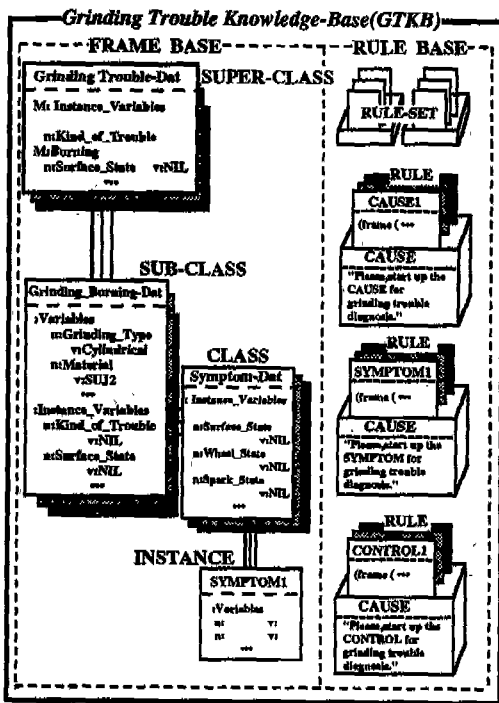 Grinding Trouble Knowledge-Base(GTKB)
FRAME BASE
Grinding Trouble-Dat
SUPER-CLASS
M: Instance_Variables
n:Kind_of_Trouble
M:Burning
n:Surface_State v:NIL
•••
SUB-CLASS
Grinding_Burning-Dat
:Variables
n:Grinding_Type
v:Cylindrical
n:Material
v:SUJ2
•••
:Instance_Variables
n:Kind_of_Trouble
v:NIL
n:Surface_State
v:NIL
•••
CLASS
Symptom-Dat
: Instance_Variables
n:Surface_State
v:NIL
n:Wheel_State
v:NIL
n:Spark_State
v:NIL
•••
INSTANCE
SYMPTOM1
:Variables
n: v:
n: v:
•••
RULE BASE
RULE-SET
RULE
CAUSE1
(frame ( •••
CAUSE
"Please,start up the
CAUSE for
grinding trouble
diagnosis."
RULE
SYMPTOM1
(frame ( •••
CAUSE
"Please,start up the
SYMPTOM for
grinding trouble
diagnosis."
RULE
CONTROL1
(frame ( •••
CAUSE
"Please,start up the
CONTROL for
grinding trouble
diagnosis."